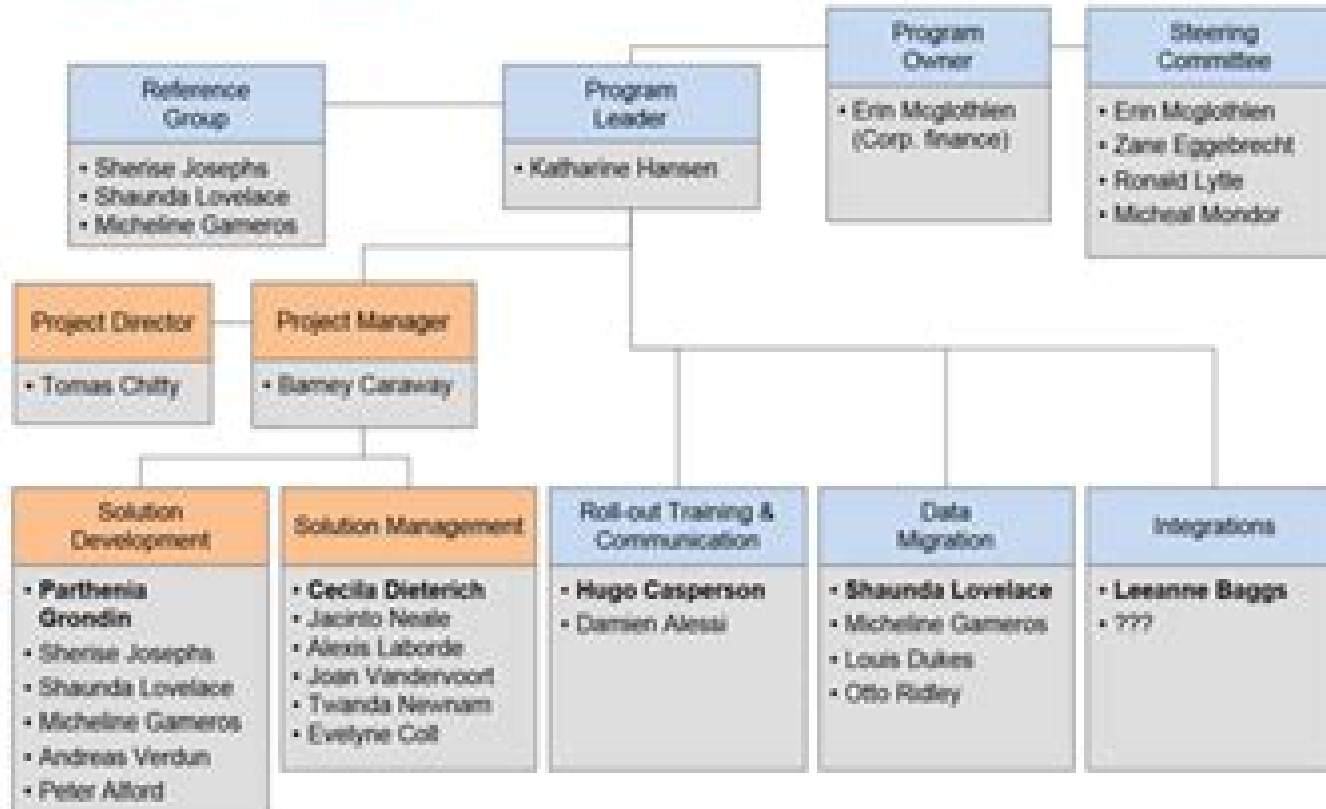 Program
Owner
• Erin Mcglothlen
(Corp. finance)
Steering
Committee
• Erin Mcglothlen
• Zane Eggebrecht
• Ronald Lytle
• Micheal Mondor
Reference
Group
• Sherise Josephs
• Shaunda Lovelace
• Micheline Gameros
Program
Leader
• Katharine Hansen
Project Director
• Tomas Chitty
Project Manager
• Barney Caraway
Solution
Development
• Parthenia
Grondin
• Sherise Josephs
• Shaunda Lovelace
• Micheline Gameros
• Andreas Verdun
• Peter Alford
Solution Management
• Cecila Dieterich
• Jacinto Neale
• Alexis Laborde
• Joan Vandervoort
• Twanda Newnam
• Evelyne Coll
Roll-out Training &
Communication
• Hugo Casperson
• Damien Alessi
Data
Migration
• Shaunda Lovelace
• Micheline Gameros
• Louis Dukes
• Otto Ridley
Integrations
• Leeanne Baggs
• ???